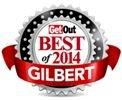 GetOut
BEST
of 2014
GILBERT